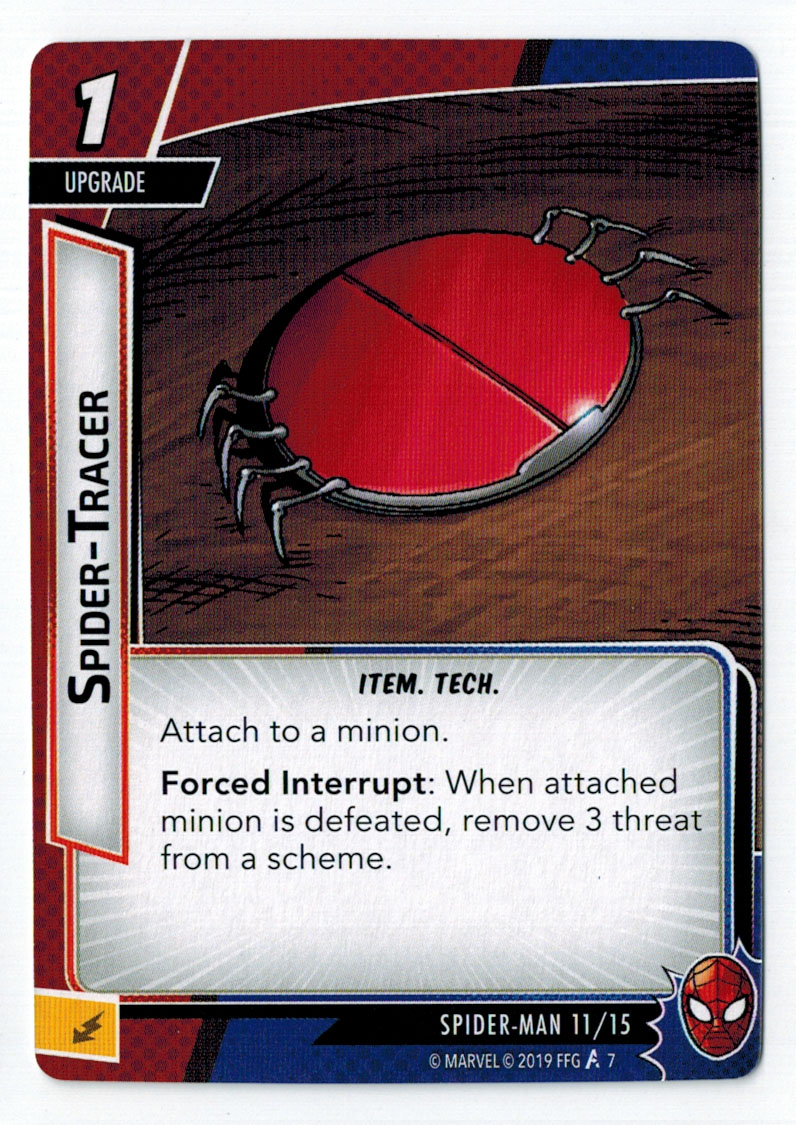 1
UPGRADE
SPIDER-TRACER
ITEM. TECH.
Attach to a minion.
Forced Interrupt: When attached
minion is defeated, remove 3 threat
from a scheme.
SPIDER-MAN 11/15
© MARVEL © 2019 FFG 7